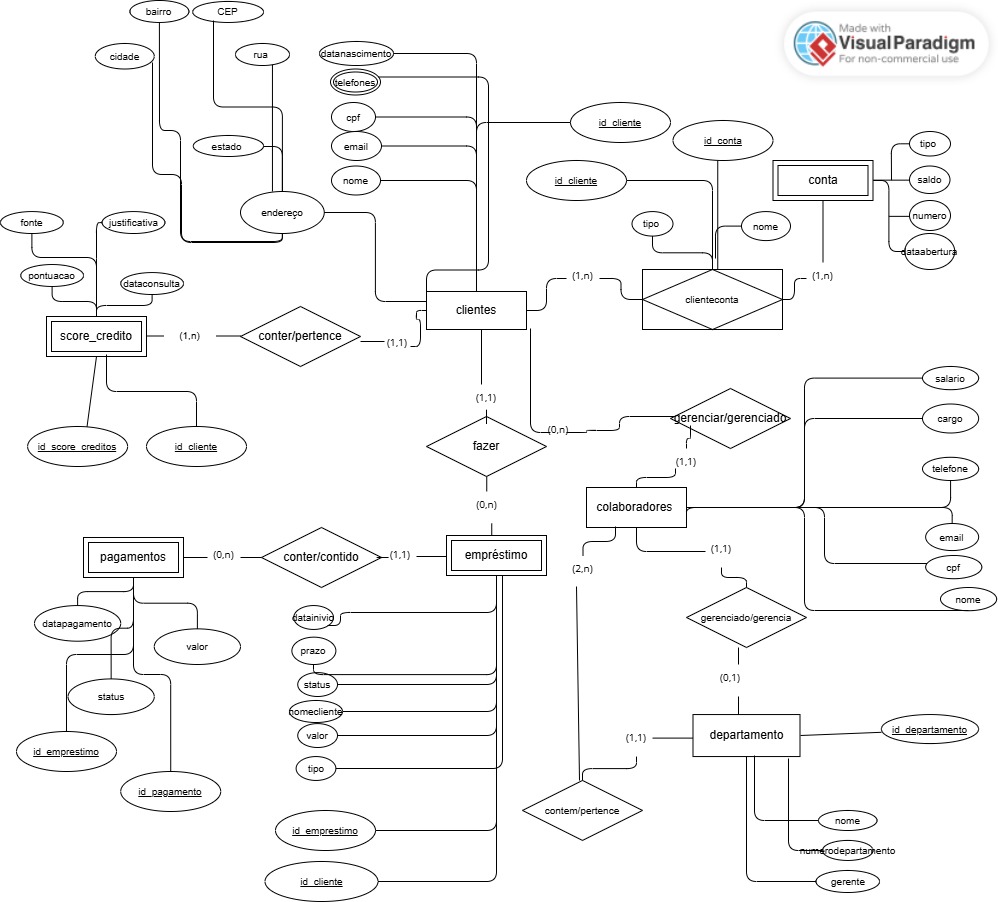 bairro
CEP
Made with
VisualParadigm
For non-commercial use
cidade
rua
datanascimento
telefones
cpf
id_cliente
id_conta
tipo
estado
email
id_cliente
conta
saldo
nome
endereço
fonte
justificativa
tipo
nome
numero
dataabertura
pontuacao
dataconsulta
(1,n)
(1,n)
clientes
clienteconta
score_credito
(1,n)
conter/pertence
(1,1)
salario
(1,1)
gerenciar/gerenciado
cargo
(0,n)
id_score_creditos
id_cliente
fazer
(1,1)
telefone
(0,n)
colaboradores
email
pagamentos
(0,n)
conter/contido
(1,1)
empréstimo
(1,1)
(2,n)
cpf
nome
datapagamento
datainivio
gerenciado/gerencia
valor
prazo
status
status
(0,1)
nomecliente
valor
id_emprestimo
(1,1)
departamento
id_departamento
tipo
id_pagamento
contem/pertence
nome
id_emprestimo
numerodepartamento
id_cliente
gerente